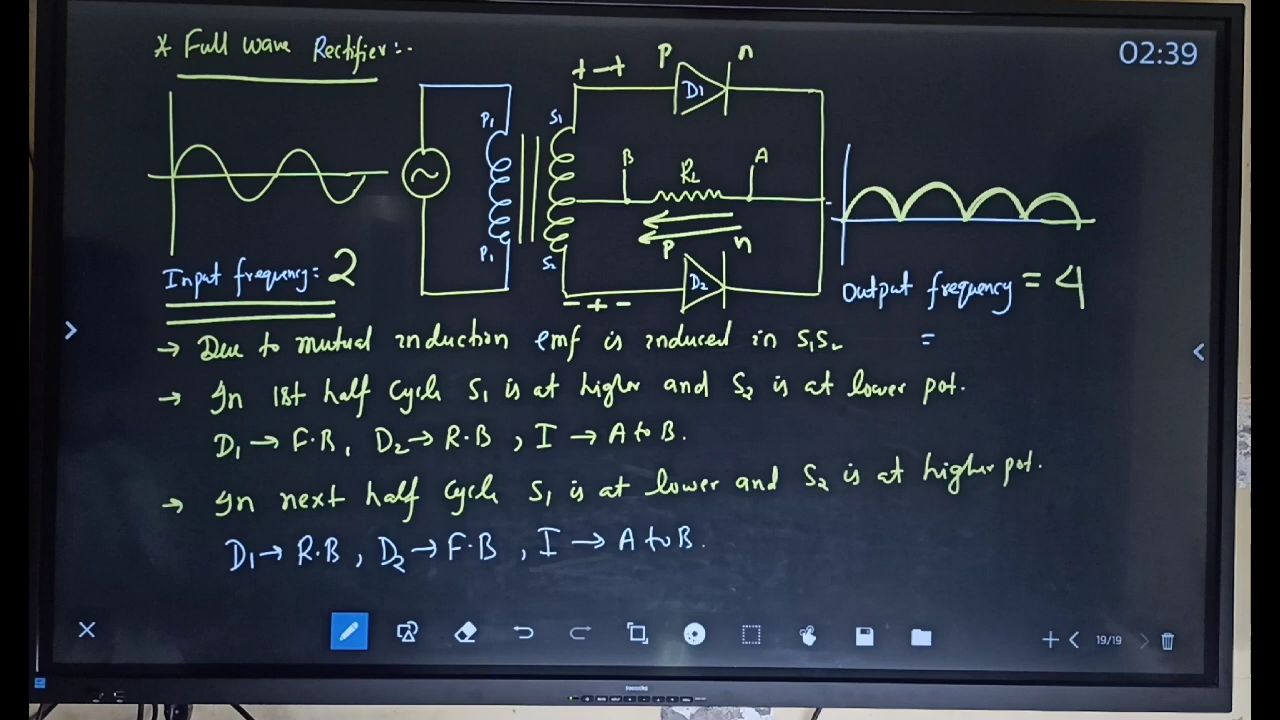 * Full wave Rectifier:-
02:39
+ - +
P n
D1
P1 S1
B RL A
~
P n
P1 S2
D2
- + -
Input frequency: 2
Output frequency = 4
=
→ Due to mutual induction emf is induced in S1S2
→ In 1st half cycle S1 is at higher and S2 is at lower pot.
D1 → F.B, D2 → R.B, I → A to B.
→ In next half cycle S1 is at lower and S2 is at higher pot.
D1 → R.B, D2 → F.B, I → A to B.
19/19